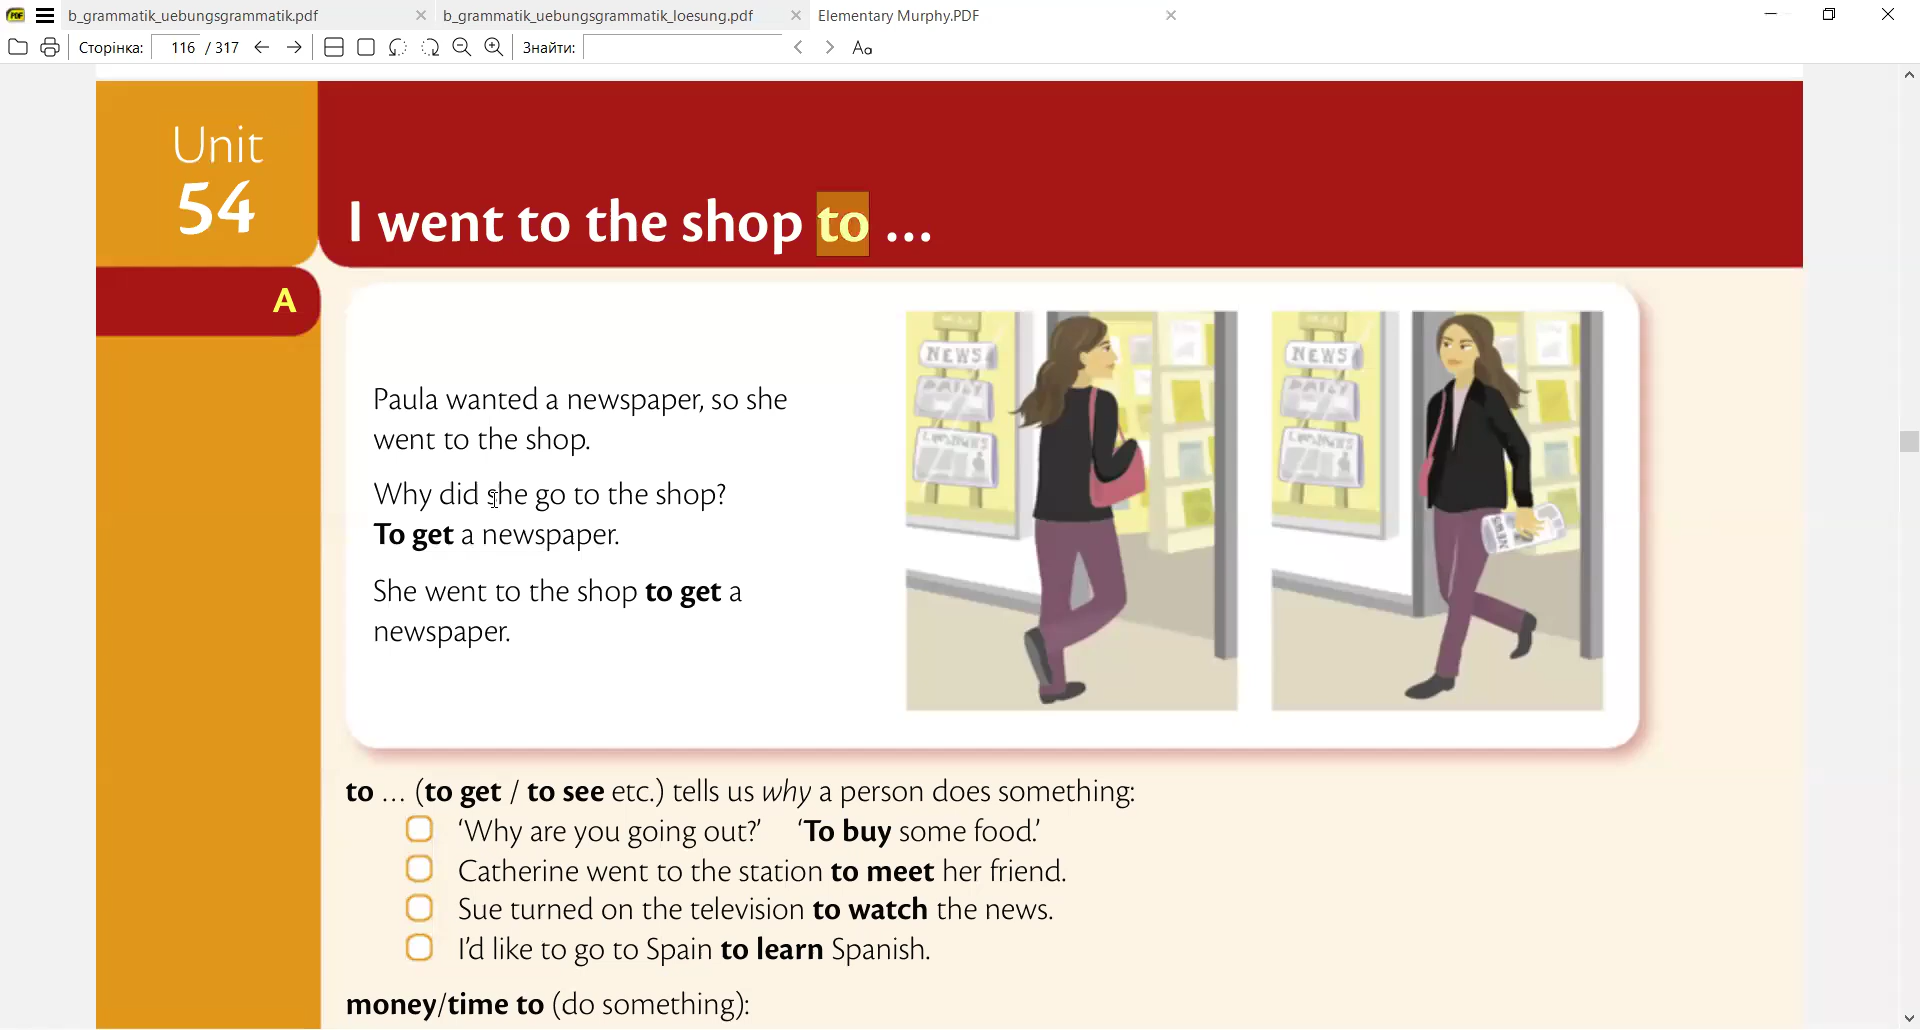 b_grammatik_uebungsgrammatik.pdf
b_grammatik_uebungsgrammatik_loesung.pdf
Elementary Murphy.PDF
Сторінка: 116 / 317
Знайти:
Aa
Unit
54
I went to the shop to ...
A
Paula wanted a newspaper, so she
went to the shop.
Why did she go to the shop?
To get a newspaper.
She went to the shop to get a
newspaper.
NEWS
DAILY
NEWS
DAILY
NEWS
to ... (to get / to see etc.) tells us why a person does something:
‘Why are you going out?’ ‘To buy some food.’
Catherine went to the station to meet her friend.
Sue turned on the television to watch the news.
I’d like to go to Spain to learn Spanish.
money/time to (do something):